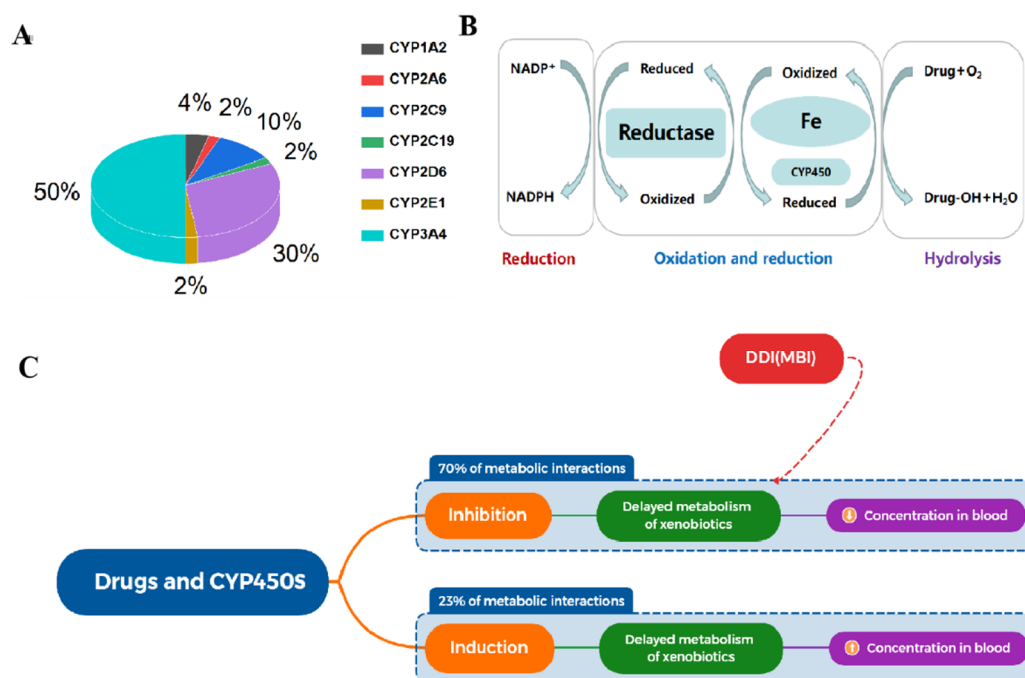 A
CYP1A2
CYP2A6
CYP2C9
CYP2C19
CYP2D6
CYP2E1
CYP3A4
4%
2%
10%
2%
50%
30%
2%
B
NADP⁺
Reduced
Oxidized
Drug+O₂
Reductase
Fe
CYP450
NADPH
Oxidized
Reduced
Drug-OH+H₂O
Reduction
Oxidation and reduction
Hydrolysis
C
DDI(MBI)
70% of metabolic interactions
Inhibition
Delayed metabolism
of xenobiotics
Concentration in blood
Drugs and CYP450S
23% of metabolic interactions
Induction
Delayed metabolism
of xenobiotics
Concentration in blood